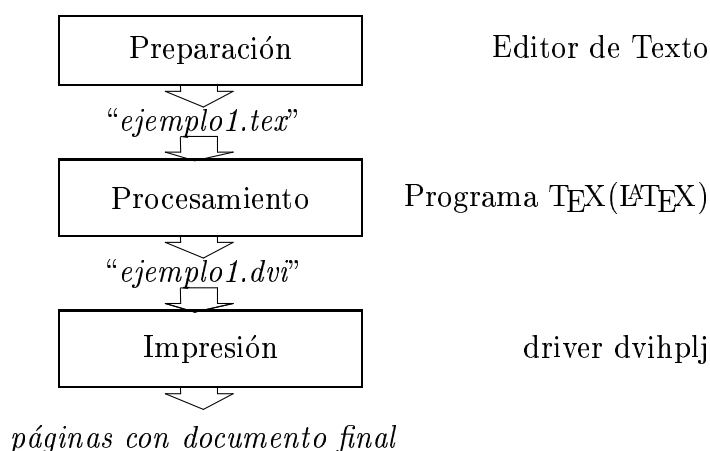 Preparación Editor de Texto
“ejemplo1.tex”
Procesamiento Programa TEX(LATEX)
“ejemplo1.dvi”
Impresión driver dvihplj
páginas con documento final